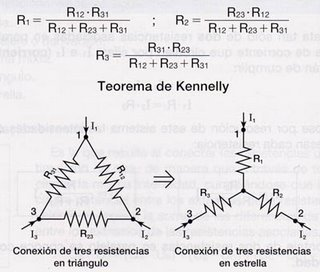 R1 = R12 · R31 / R12 + R23 + R31 ; R2 = R23 · R12 / R12 + R23 + R31
R3 = R31 · R23 / R12 + R23 + R31
Teorema de Kennelly
I1
1
R31
R12
3
R23
2
I3
I2
⇒
I1
1
R1
R3
R2
3
2
I3
I2
Conexión de tres resistencias
en triángulo
Conexión de tres resistencias
en estrella